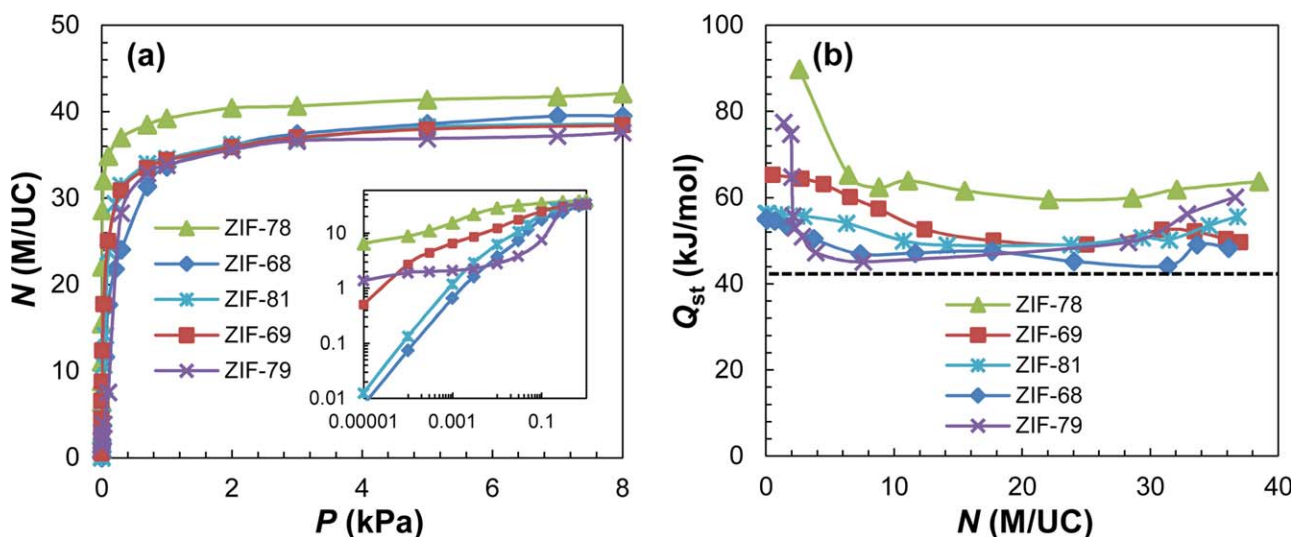 (a)
N (M/UC)
50
40
30
20
10
0
ZIF-78
ZIF-68
ZIF-81
ZIF-69
ZIF-79
10
1
0.1
0.01
0.00001
0.001
0.1
0
2
4
6
8
P (kPa)
(b)
Qst (kJ/mol)
100
80
60
40
20
0
ZIF-78
ZIF-69
ZIF-81
ZIF-68
ZIF-79
0
10
20
30
40
N (M/UC)